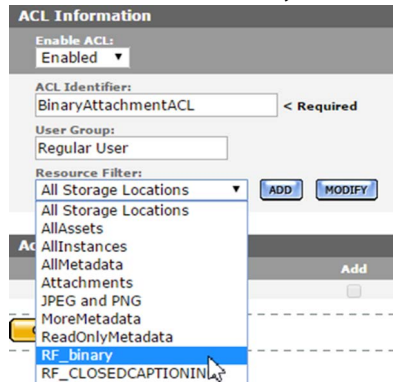 ACL Information
Enable ACL:
Enabled
ACL Identifier:
BinaryAttachmentACL < Required
User Group:
Regular User
Resource Filter:
All Storage Locations ADD MODIFY
All Storage Locations
AllAssets
AllInstances
AllMetadata
Attachments
Add
JPEG and PNG
MoreMetadata
ReadOnlyMetadata
RF_binary